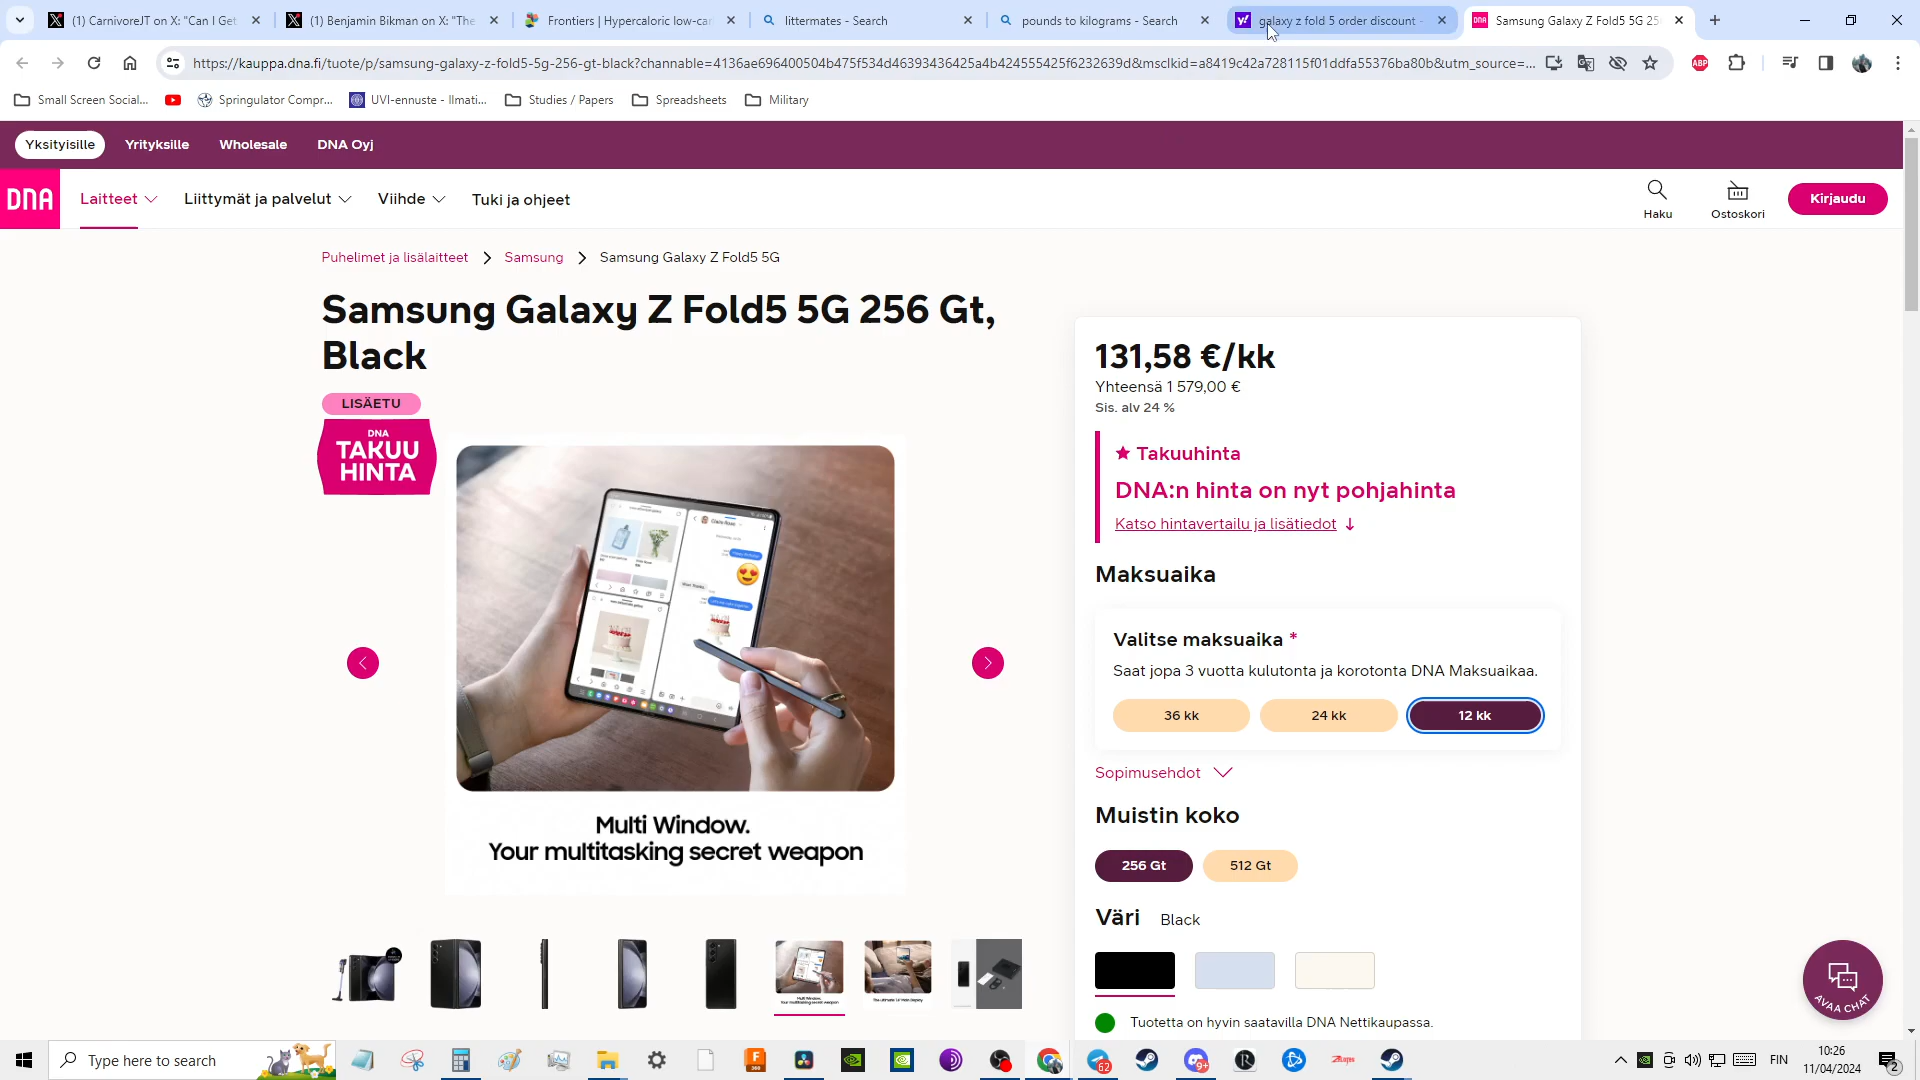 (1) CarnivoreJT on X: "Can I Get
(1) Benjamin Bikman on X: "The
Frontiers | Hypercaloric low-car
littermates - Search
pounds to kilograms - Search
galaxy z fold 5 order discount -
Samsung Galaxy Z Fold5 5G 25
https://kauppa.dna.fi/tuote/p/samsung-galaxy-z-fold5-5g-256-gt-black?channable=4136ae696400504b475f534d46393436425a4b424555425f6232639d&msclkid=a8419c42a728115f01ddfa55376ba80b&utm_source=...
ABP
Small Screen Social...
Springulator Compr...
UVI-ennuste - Ilmati...
Studies / Papers
Spreadsheets
Military
Yksityisille
Yrityksille
Wholesale
DNA Oyj
DNA
Laitteet
Liittymät ja palvelut
Viihde
Tuki ja ohjeet
Haku
Ostoskori
Kirjaudu
Puhelimet ja lisälaitteet
Samsung
Samsung Galaxy Z Fold5 5G
Samsung Galaxy Z Fold5 5G 256 Gt,
Black
LISÄETU
DNA
TAKUU
HINTA
Multi Window.
Your multitasking secret weapon
131,58 €/kk
Yhteensä 1 579,00 €
Sis. alv 24 %
Takuuhinta
DNA:n hinta on nyt pohjahinta
Katso hintavertailu ja lisätiedot
Maksuaika
Valitse maksuaika *
Saat jopa 3 vuotta kulutonta ja korotonta DNA Maksuaikaa.
36 kk
24 kk
12 kk
Sopimusehdot
Muistin koko
256 Gt
512 Gt
Väri
Black
Tuotetta on hyvin saatavilla DNA Nettikaupassa.
AVAA CHAT
Type here to search
62
9+
FIN
10:26
11/04/2024
2